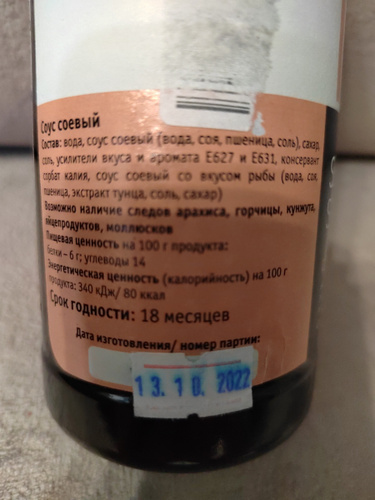 Соус соевый
Состав: вода, соус соевый (вода, соя, пшеница, соль), сахар,
соль, усилители вкуса и аромата Е627 и Е631, консервант
сорбат калия, соус соевый со вкусом рыбы (вода, соя,
пшеница, экстракт тунца, соль, сахар)
Возможно наличие следов арахиса, горчицы, кунжута,
яйцепродуктов, моллюсков
Пищевая ценность на 100 г продукта:
белки – 6 г; углеводы 14
Энергетическая ценность (калорийность) на 100 г
продукта: 340 кДж/ 80 ккал
Срок годности: 18 месяцев
Дата изготовления/ номер партии:
13. 10. 2022